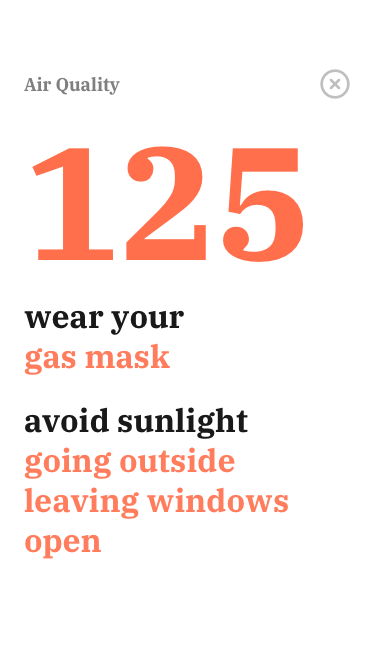 Air Quality
125
wear your
gas mask
avoid sunlight
going outside
leaving windows
open